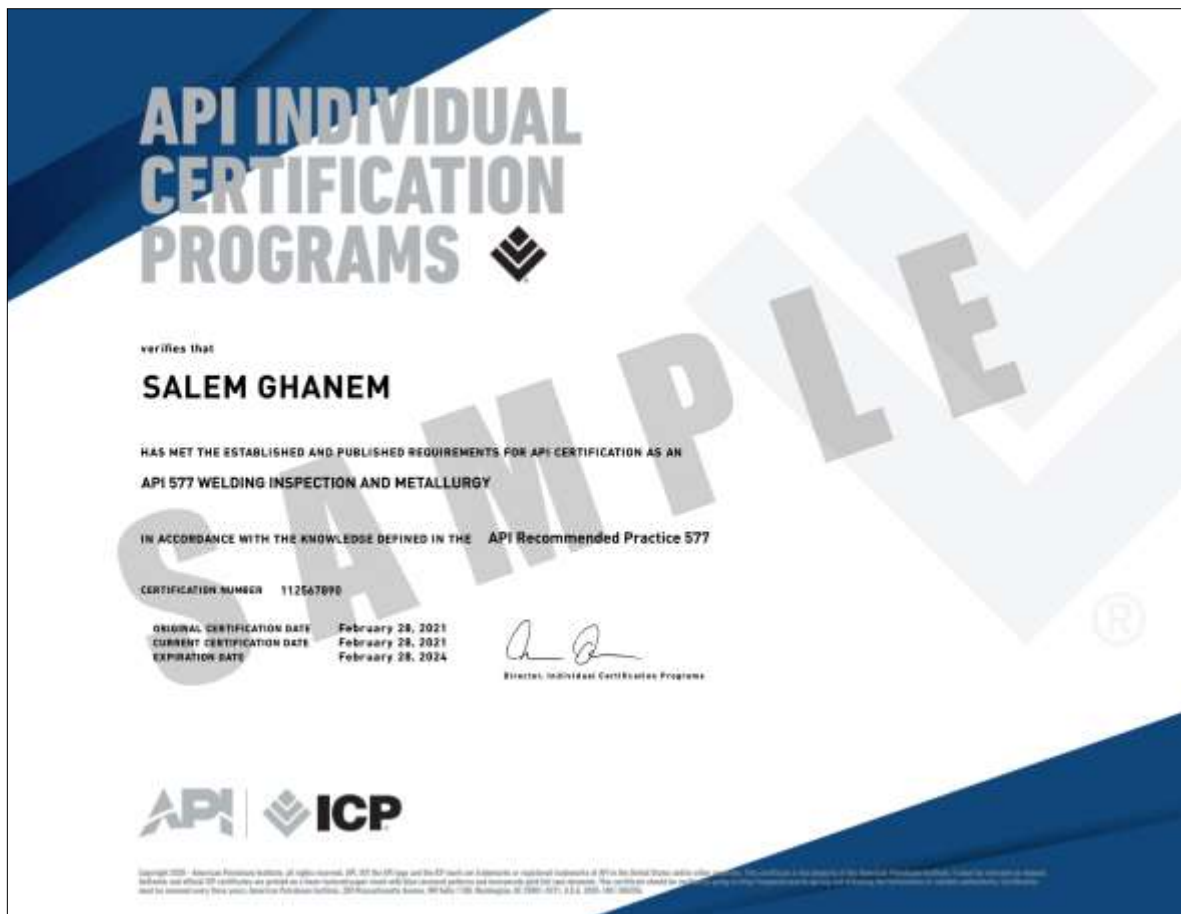 API INDIVIDUAL
CERTIFICATION
PROGRAMS
verifies that
SALEM GHANEM
HAS MET THE ESTABLISHED AND PUBLISHED REQUIREMENTS FOR API CERTIFICATION AS AN
API 577 WELDING INSPECTION AND METALLURGY
IN ACCORDANCE WITH THE KNOWLEDGE DEFINED IN THE API Recommended Practice 577
CERTIFICATION NUMBER 112567890
ORIGINAL CERTIFICATION DATE February 28, 2021
CURRENT CERTIFICATION DATE February 28, 2021
EXPIRATION DATE February 28, 2024
Director, Individual Certification Programs
SAMPLE
®
API ICP